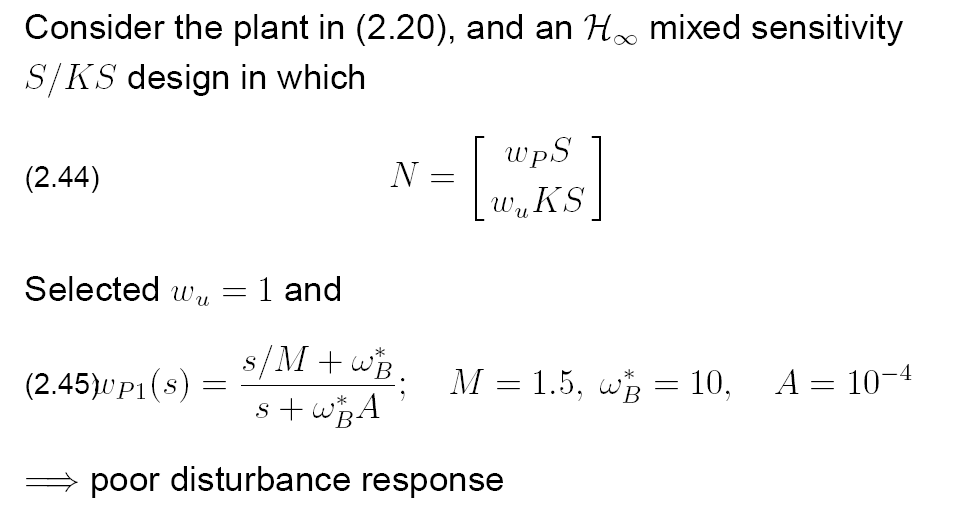 Consider the plant in (2.20), and an $\mathcal{H}_\infty$ mixed sensitivity
$S/KS$ design in which
(2.44) $N = \begin{bmatrix} w_P S \\ w_u KS \end{bmatrix}$
Selected $w_u = 1$ and
(2.45) $w_{P1}(s) = \frac{s/M + \omega_B^*}{s + \omega_B^* A}; \quad M = 1.5, \; \omega_B^* = 10, \quad A = 10^{-4}$
$\Longrightarrow$ poor disturbance response